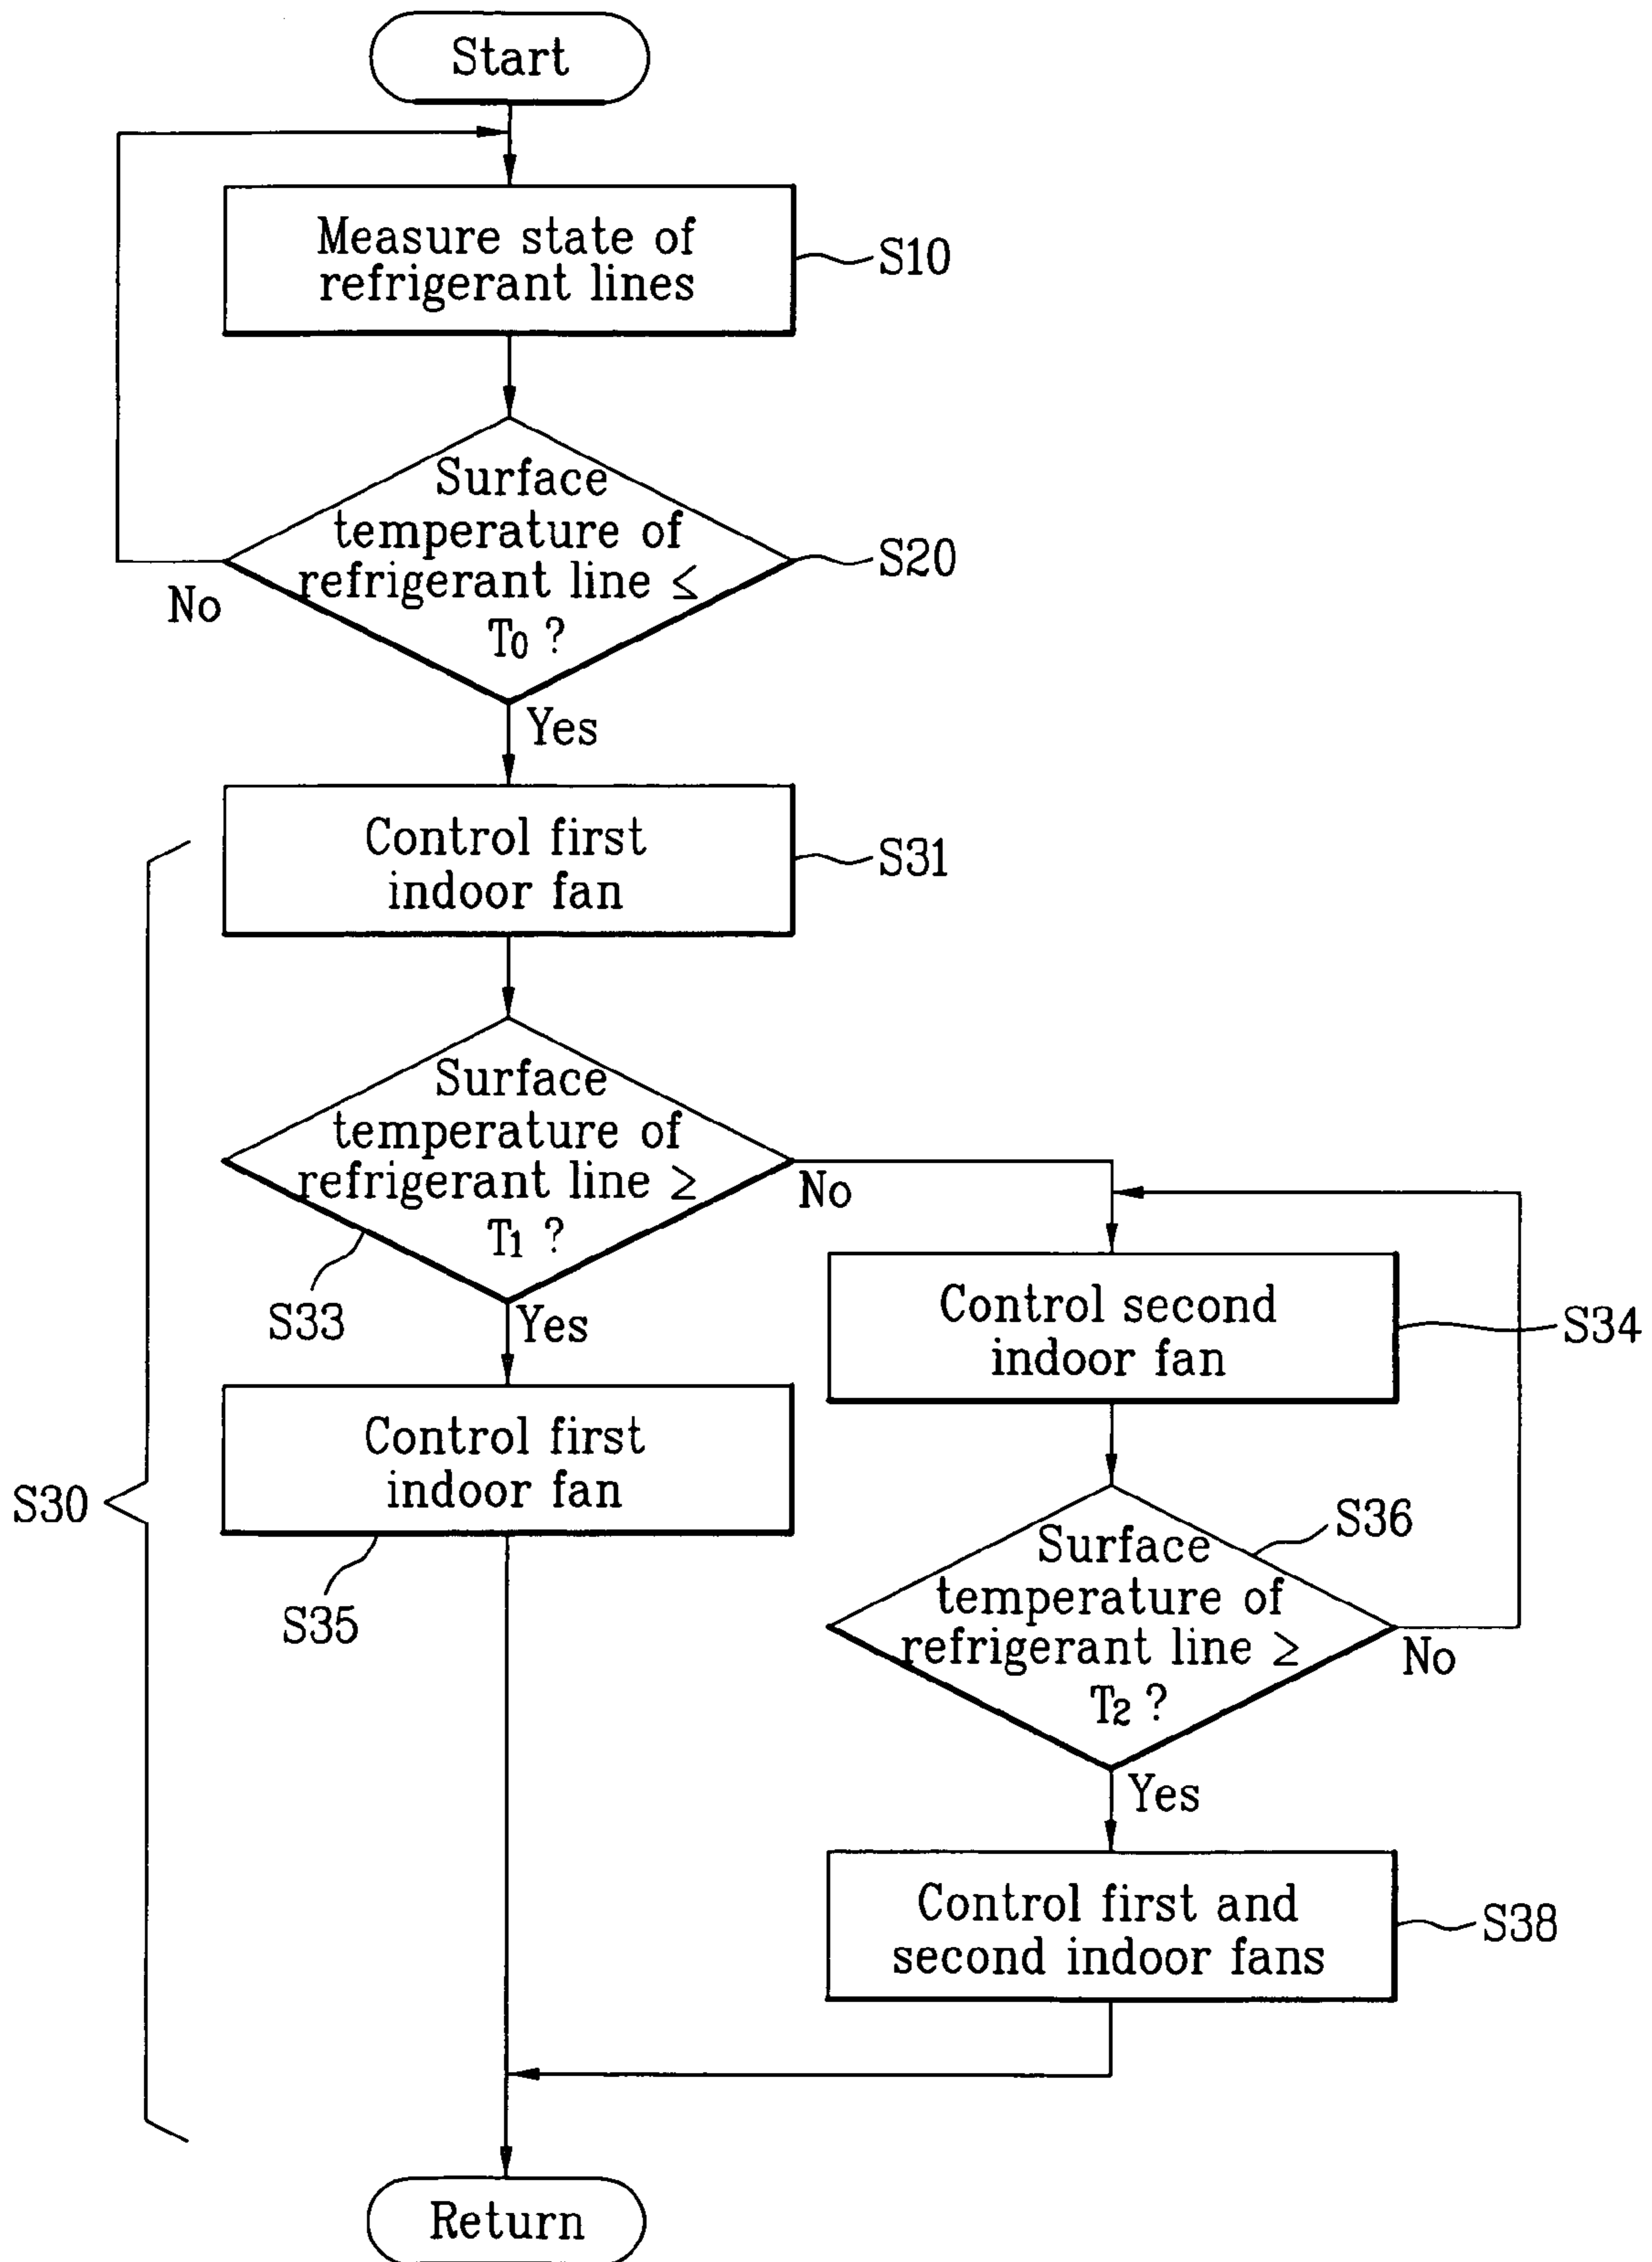 Start
Measure state of
refrigerant lines
S10
Surface
temperature of
refrigerant line ≤
T0 ?
S20
No
Yes
Control first
indoor fan
S31
Surface
temperature of
refrigerant line ≥
T1 ?
No
S33
Yes
Control second
indoor fan
S34
Control first
indoor fan
S30
S35
S36
Surface
temperature of
refrigerant line ≥
T2 ?
No
Yes
Control first and
second indoor fans
S38
Return